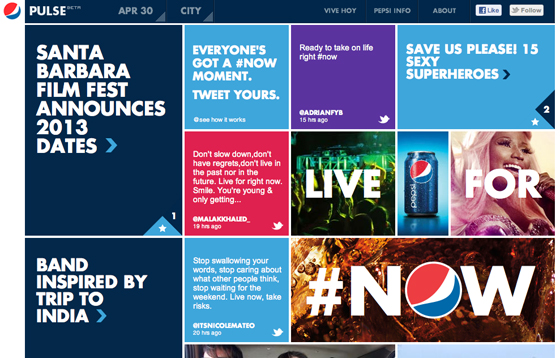 PULSE BETA
APR 30
CITY
VIVE HOY
PEPSI INFO
ABOUT
Like
Follow
SANTA
BARBARA
FILM FEST
ANNOUNCES
2013
DATES
1
EVERYONE'S
GOT A #NOW
MOMENT.
TWEET YOURS.
@see how it works
Ready to take on life
right #now
@ADRIANFYB
15 hrs ago
SAVE US PLEASE! 15
SEXY
SUPERHEROES
2
Don't slow down,don't
have regrets,don't live in
the past nor in the
future. Live for right now.
Smile. You're young &
only getting...
@MALAKKHALED_
19 hrs ago
LIVE
pepsi
FOR
BAND
INSPIRED BY
TRIP TO
INDIA
Stop swallowing your
words, stop caring about
what other people think,
stop waiting for the
weekend. Live now, take
risks.
@ITSNICOLEMATEO
20 hrs ago
#NOW